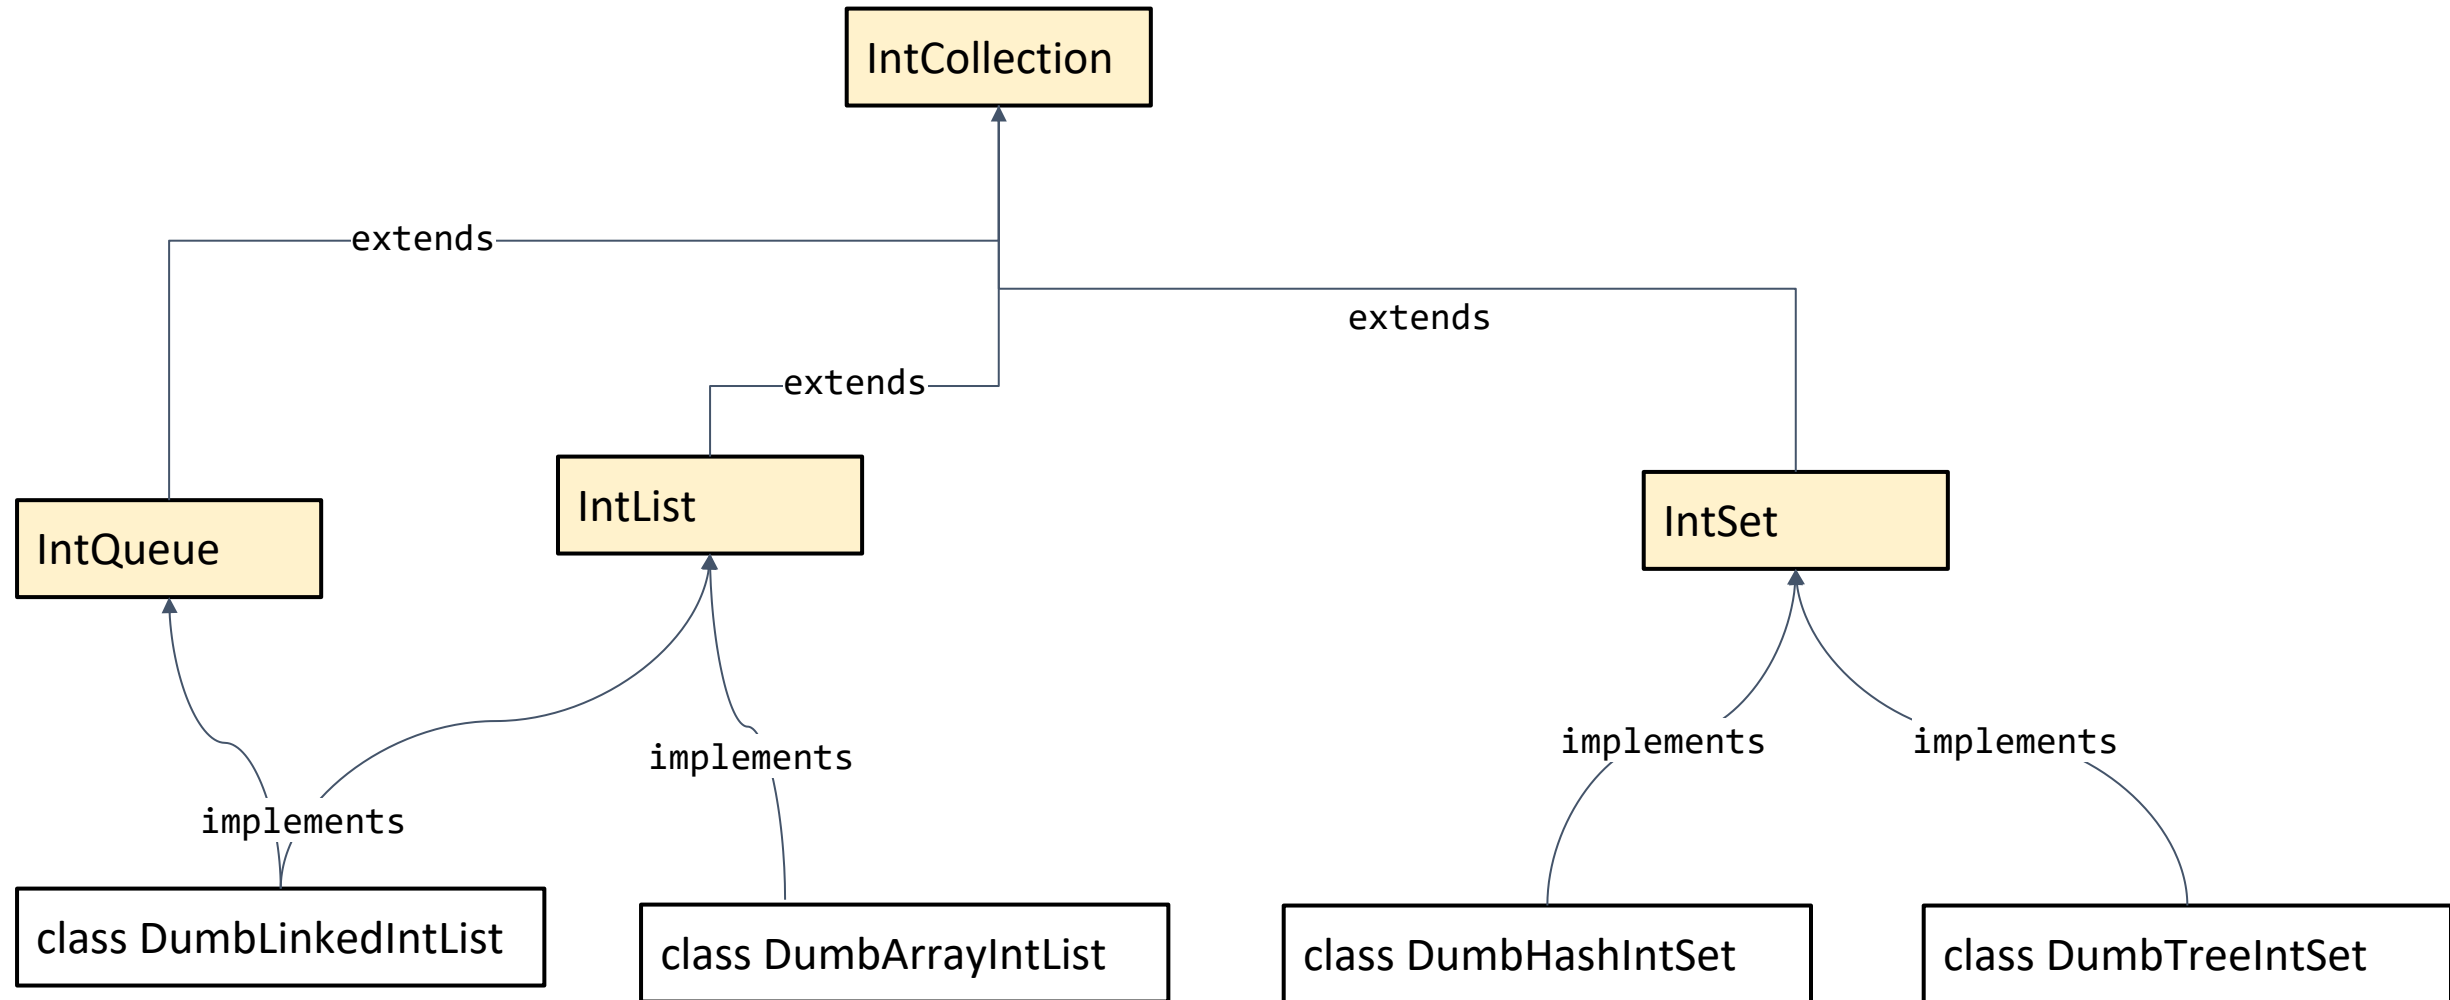 IntCollection
extends
extends
extends
IntList
IntSet
IntQueue
implements
implements
implements
implements
class DumbLinkedIntList
class DumbArrayIntList
class DumbHashIntSet
class DumbTreeIntSet